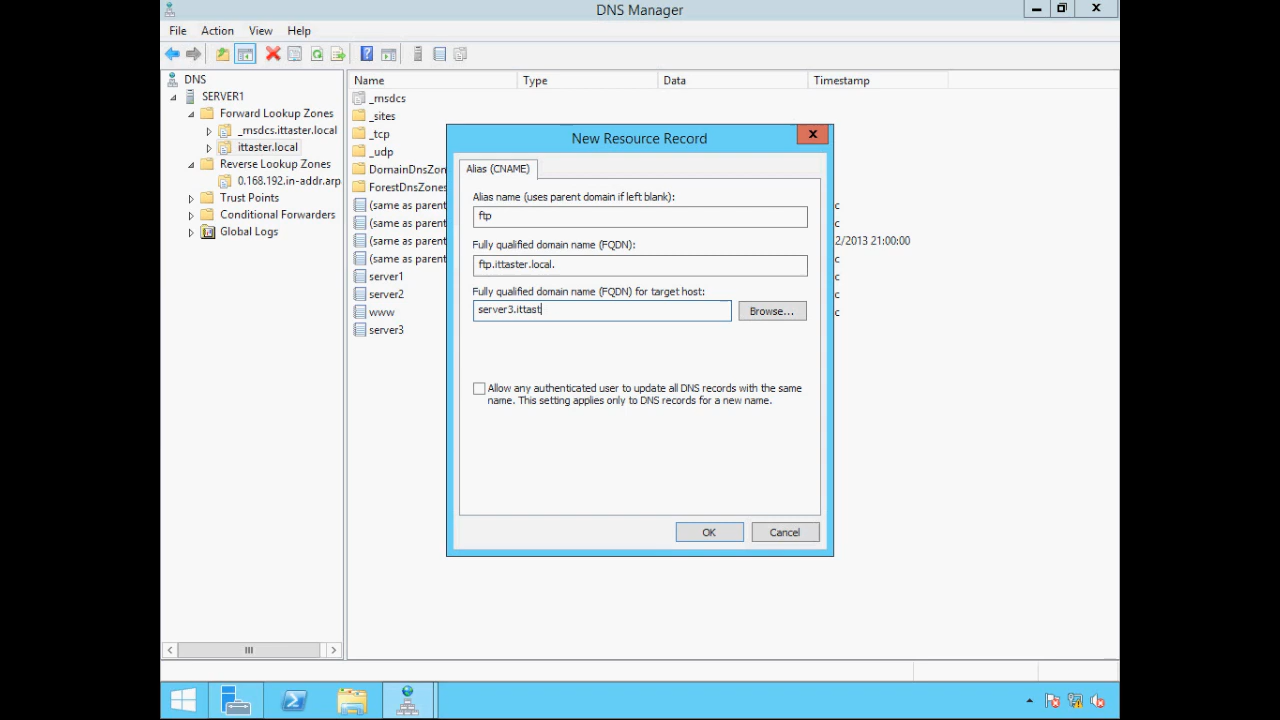 DNS Manager
File Action View Help
DNS
SERVER1
Forward Lookup Zones
_msdcs.ittaster.local
ittaster.local
Reverse Lookup Zones
0.168.192.in-addr.arp
Trust Points
Conditional Forwarders
Global Logs
Name Type Data Timestamp
_msdcs
_sites
_tcp
_udp
DomainDnsZon
ForestDnsZones
(same as parent c
(same as parent c
(same as parent 2/2013 21:00:00
(same as parent c
server1 c
server2 c
www c
server3
New Resource Record
Alias (CNAME)
Alias name (uses parent domain if left blank):
ftp
Fully qualified domain name (FQDN):
ftp.ittaster.local.
Fully qualified domain name (FQDN) for target host:
server3.ittast
Browse...
Allow any authenticated user to update all DNS records with the same
name. This setting applies only to DNS records for a new name.
OK Cancel